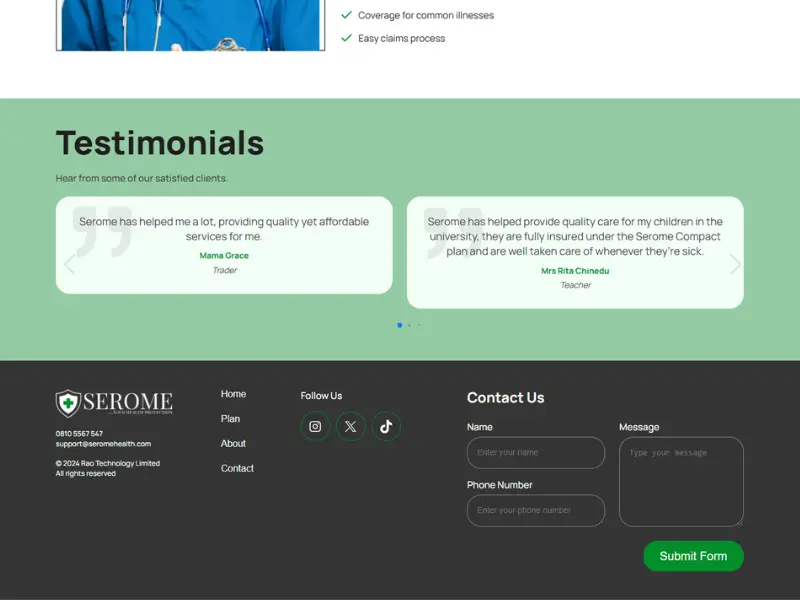 Coverage for common illnesses
Easy claims process
Testimonials
Hear from some of our satisfied clients.
Serome has helped me a lot, providing quality yet affordable
services for me.
Mama Grace
Trader
Serome has helped provide quality care for my children in the
university, they are fully insured under the Serome Compact
plan and are well taken care of whenever they're sick.
Mrs Rita Chinedu
Teacher
SEROME
0810 5567 547
support@seromehealth.com
© 2024 Rao Technology Limited
All rights reserved
Home
Plan
About
Contact
Follow Us
Contact Us
Name
Enter your name
Phone Number
Enter your phone number
Message
Type your message
Submit Form